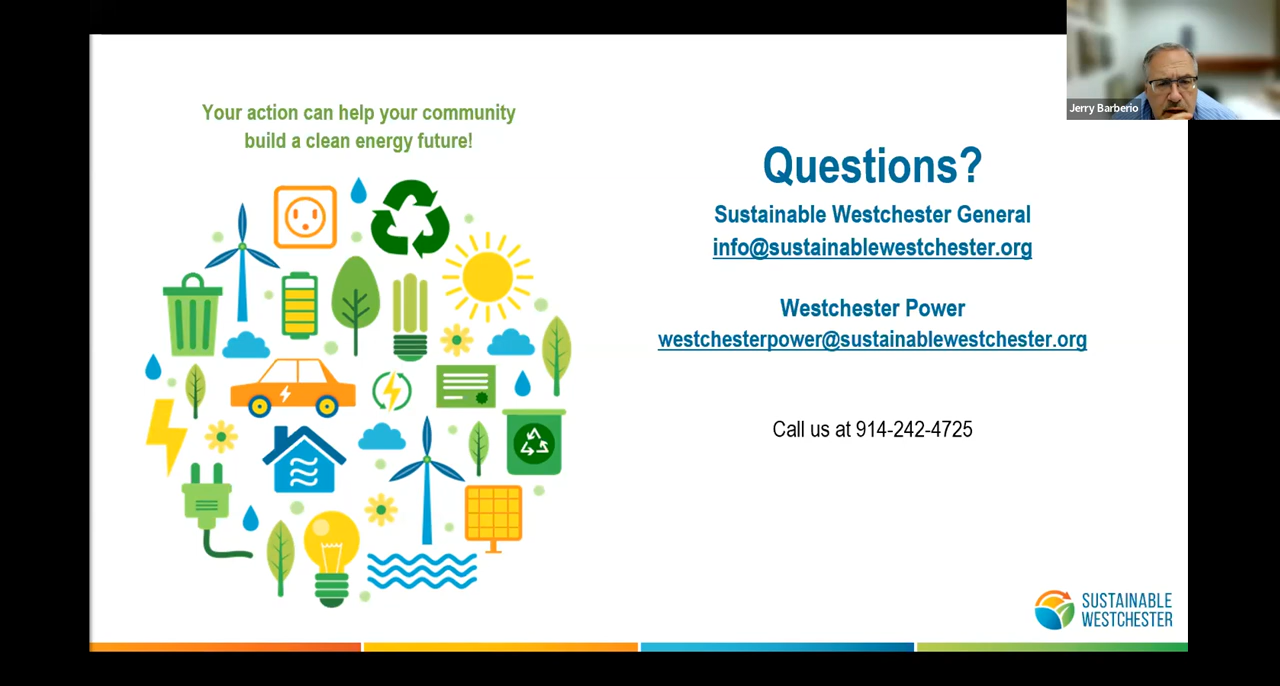 Jerry Barberio
Your action can help your community
build a clean energy future!
Questions?
Sustainable Westchester General
info@sustainablewestchester.org
Westchester Power
westchesterpower@sustainablewestchester.org
Call us at 914-242-4725
SUSTAINABLE
WESTCHESTER